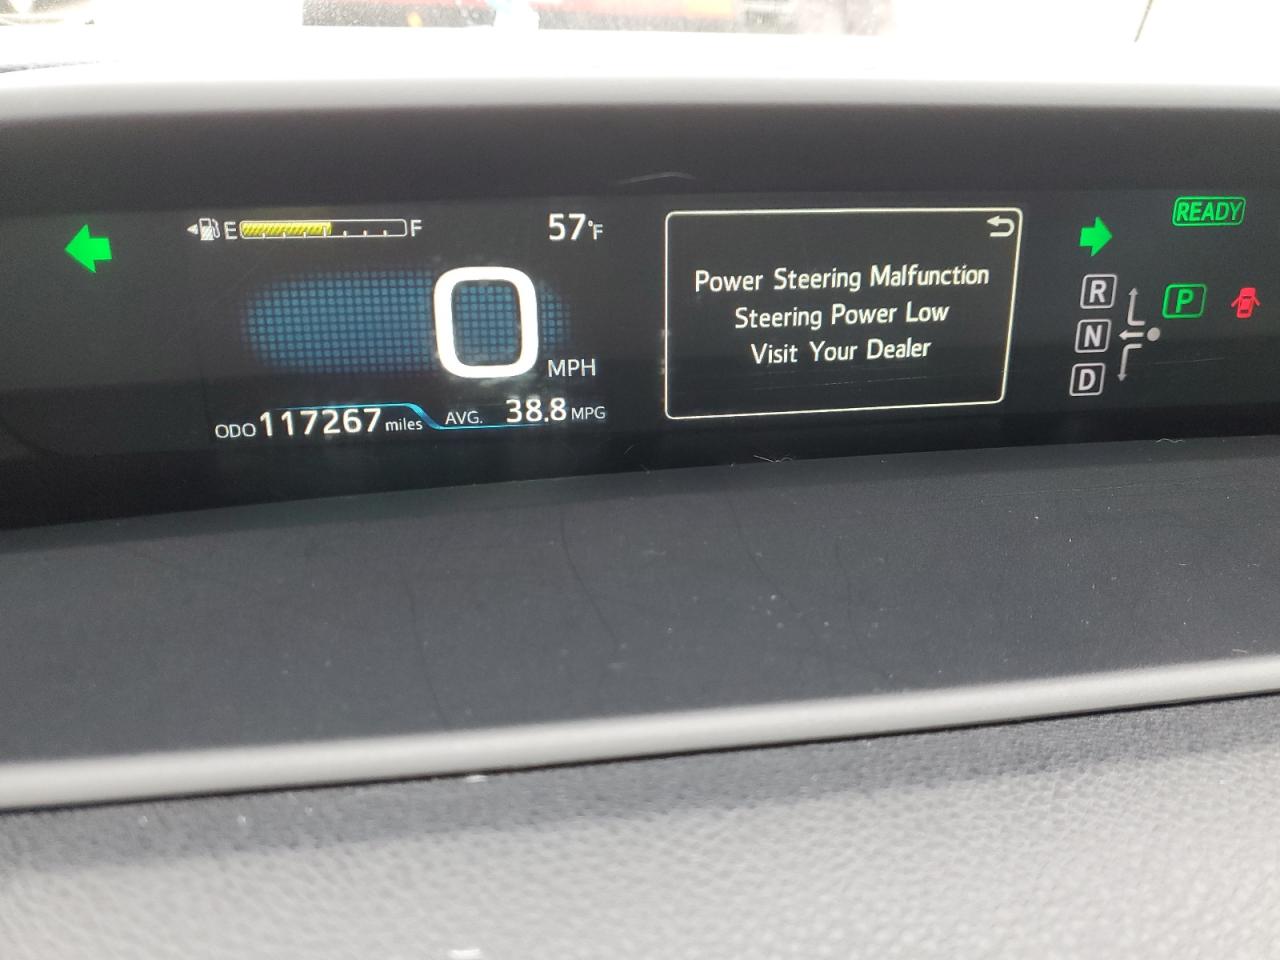 E F
57°F
READY
Power Steering Malfunction
Steering Power Low
Visit Your Dealer
R
N
D
P
0 MPH
ODO 117267 miles
AVG. 38.8 MPG